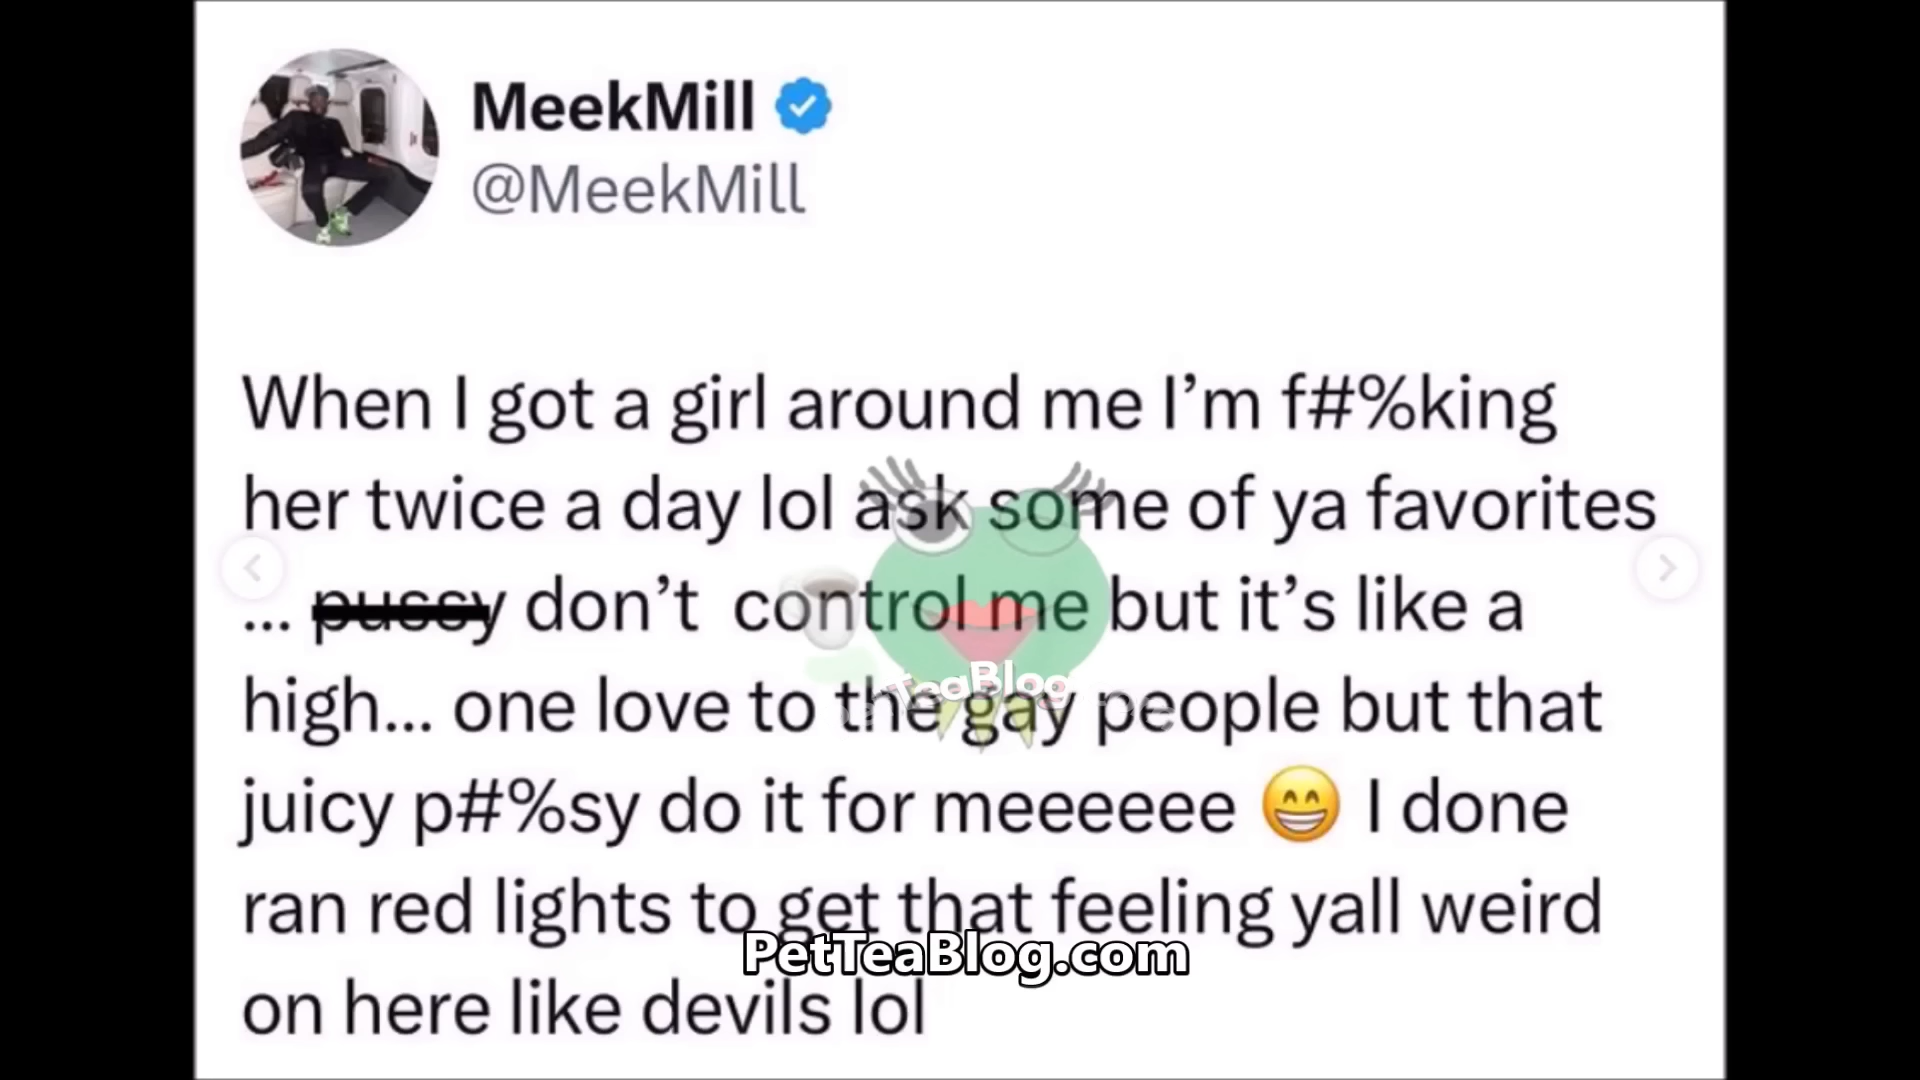 MeekMill
@MeekMill
When I got a girl around me I’m f#%king
her twice a day lol ask some of ya favorites
... pussy don’t control me but it’s like a
high... one love to the gay people but that
juicy p#%sy do it for meeeeee 😁 I done
ran red lights to get that feeling yall weird
on here like devils lol
TeaBlog
PetTeaBlog.com